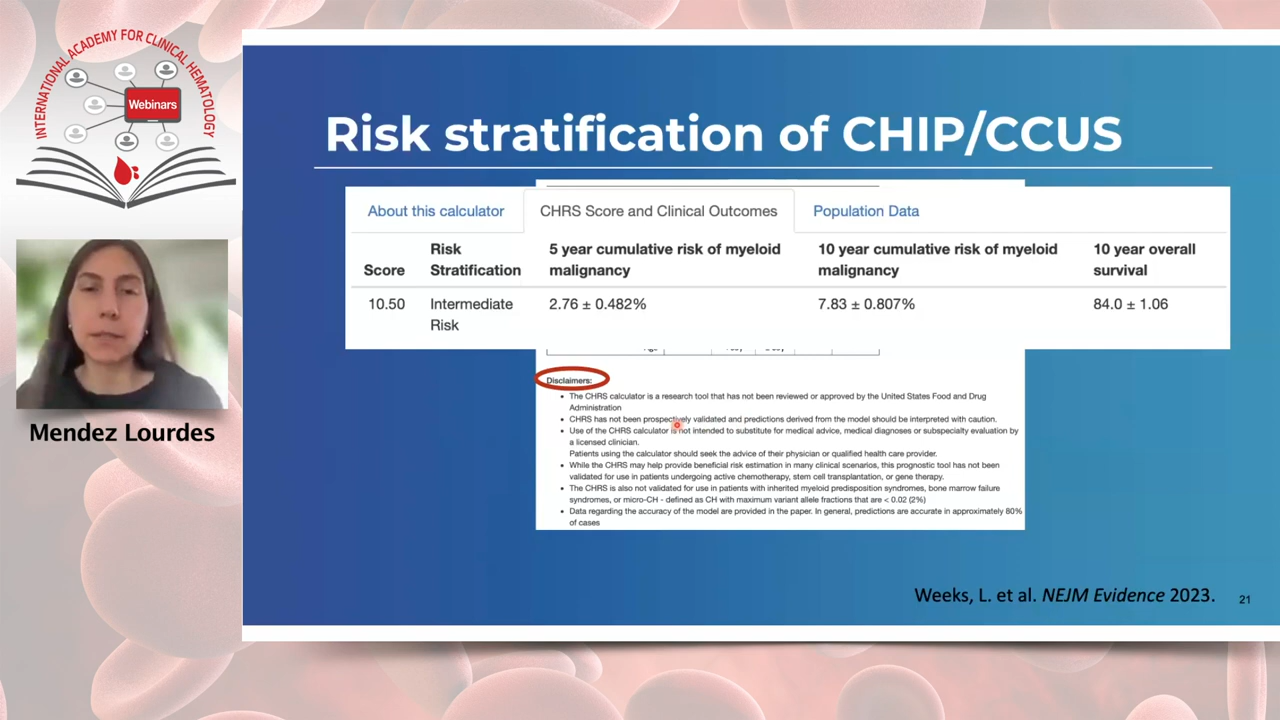 INTERNATIONAL ACADEMY FOR CLINICAL HEMATOLOGY
Webinars
Mendez Lourdes
Risk stratification of CHIP/CCUS
About this calculator
CHRS Score and Clinical Outcomes
Population Data
Score
Risk
Stratification
5 year cumulative risk of myeloid
malignancy
10 year cumulative risk of myeloid
malignancy
10 year overall
survival
10.50
Intermediate
Risk
2.76 ± 0.482%
7.83 ± 0.807%
84.0 ± 1.06
Disclaimers:
• The CHRS calculator is a research tool that has not been reviewed or approved by the United States Food and Drug
Administration
• CHRS has not been prospectively validated and predictions derived from the model should be interpreted with caution.
• Use of the CHRS calculator is not intended to substitute for medical advice, medical diagnoses or subspecialty evaluation by
a licensed clinician.
Patients using the calculator should seek the advice of their physician or qualified health care provider.
• While the CHRS may help provide beneficial risk estimation in many clinical scenarios, this prognostic tool has not been
validated for use in patients undergoing active chemotherapy, stem cell transplantation, or gene therapy.
• The CHRS is also not validated for use in patients with inherited myeloid predisposition syndromes, bone marrow failure
syndromes, or micro-CH - defined as CH with maximum variant allele fractions that are < 0.02 (2%)
• Data regarding the accuracy of the model are provided in the paper. In general, predictions are accurate in approximately 80%
of cases
Weeks, L. et al. NEJM Evidence 2023.
21